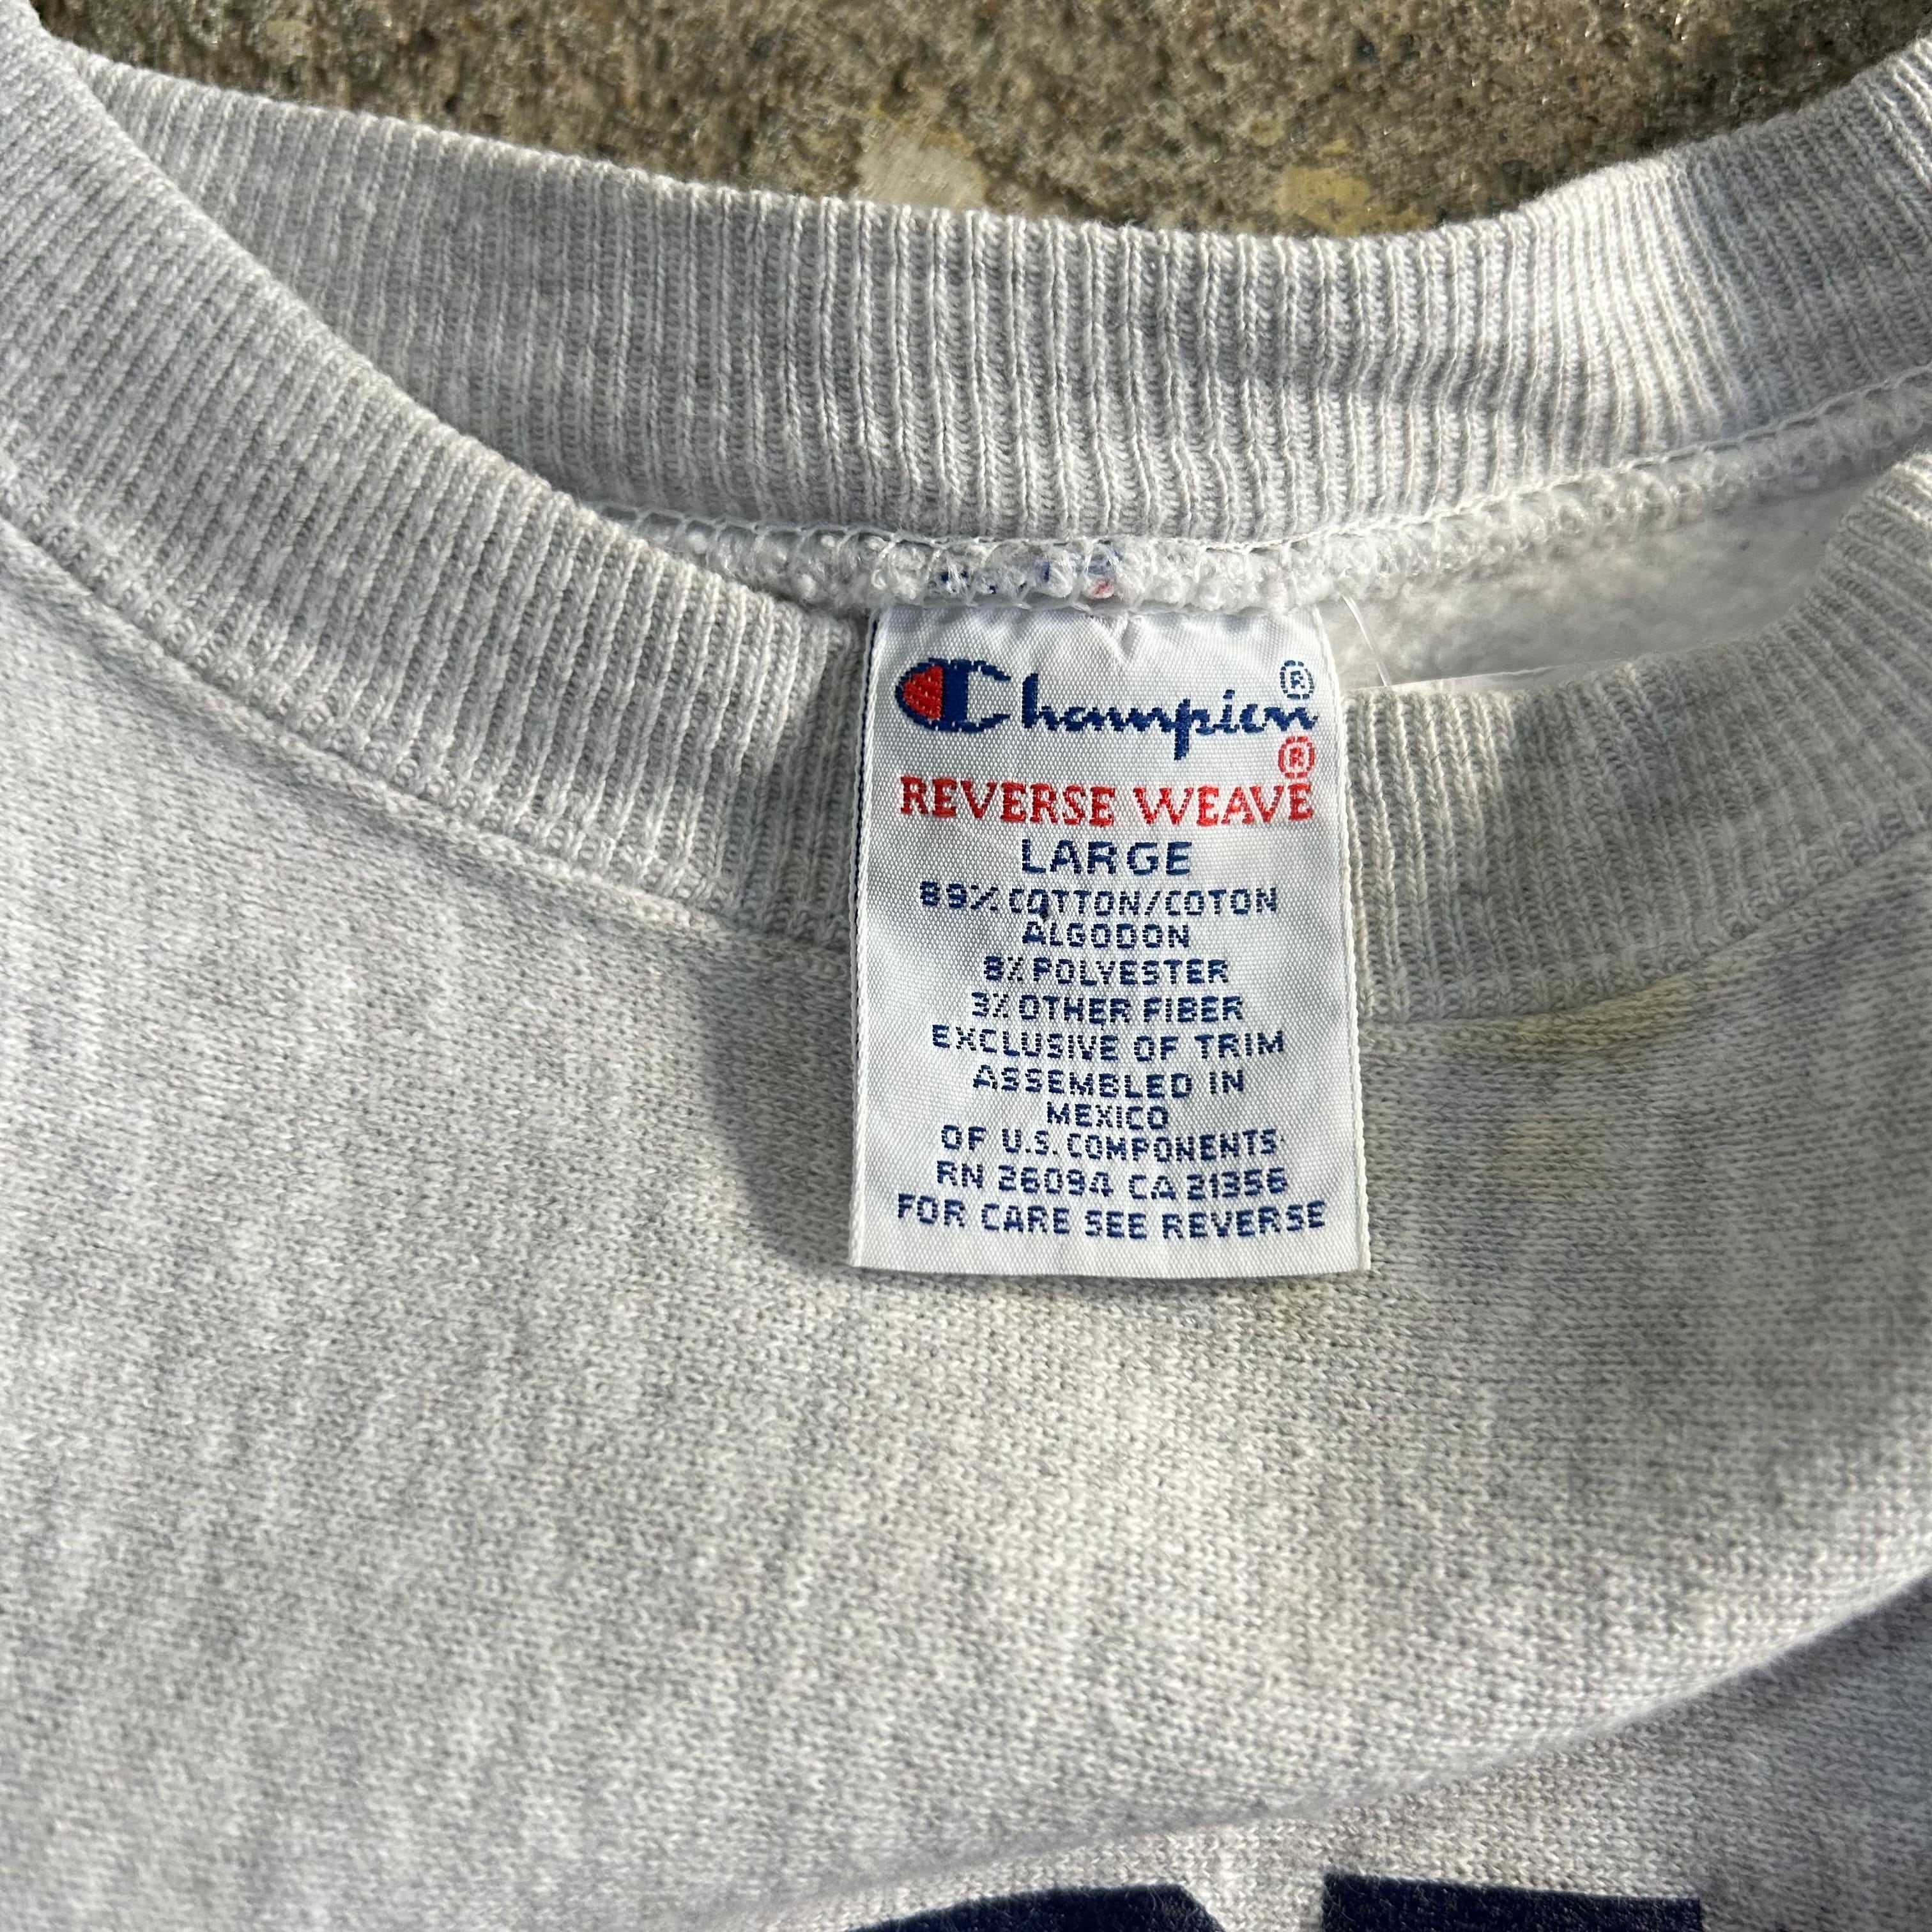 Champion®
REVERSE WEAVE®
LARGE
89% COTTON/COTON
ALGODON
8% POLYESTER
3% OTHER FIBER
EXCLUSIVE OF TRIM
ASSEMBLED IN
MEXICO
OF U.S. COMPONENTS
RN 26094 CA 21356
FOR CARE SEE REVERSE